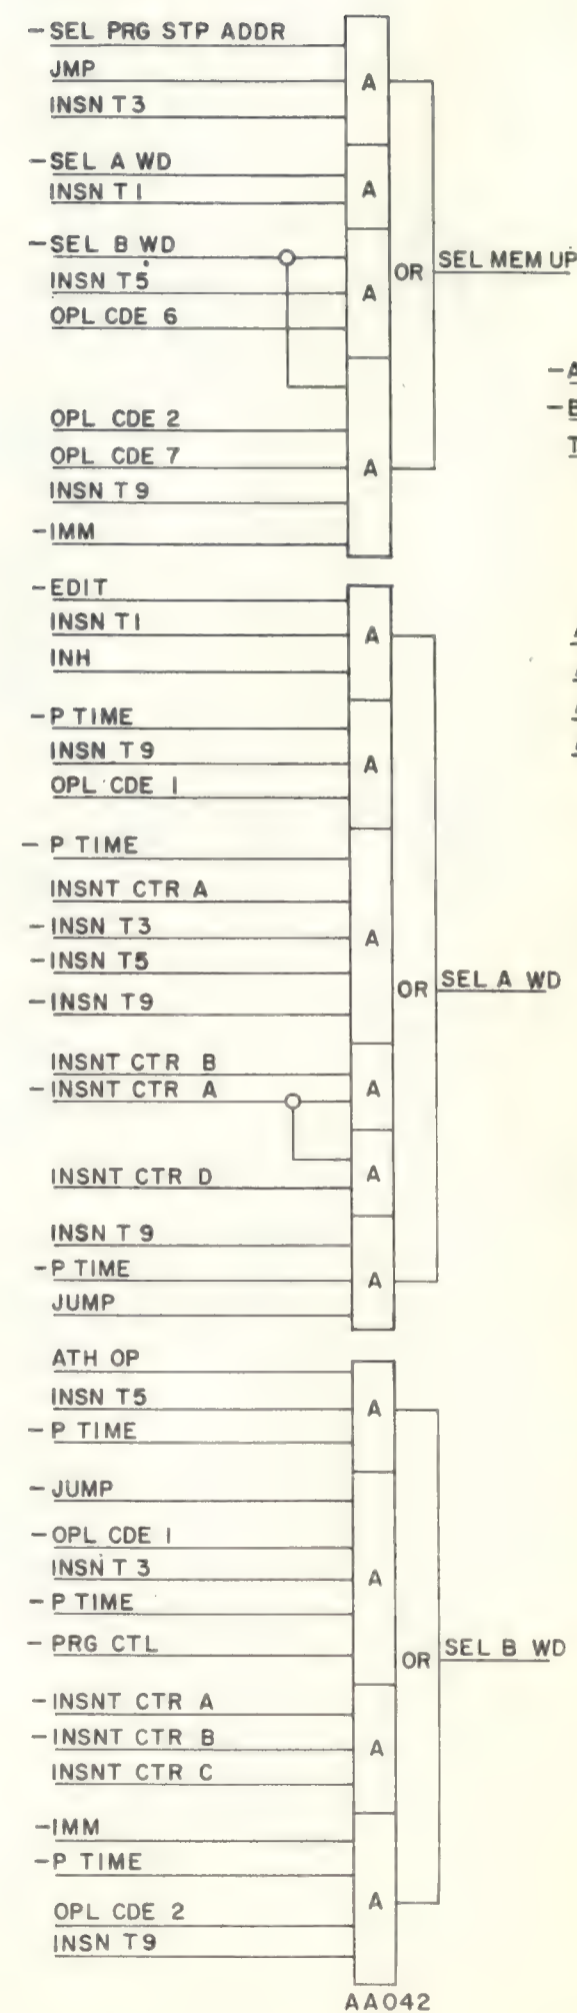 -SEL PRG STP ADDR
JMP
A
INSN T3
-SEL A WD
INSN T1
A
-SEL B WD
OR
SEL MEM UP
INSN T5
A
OPL CDE 6
OPL CDE 2
OPL CDE 7
A
INSN T9
-IMM
-EDIT
INSN T1
A
INH
-P TIME
INSN T9
A
OPL CDE 1
-P TIME
INSNT CTR A
-INSN T3
A
-INSN T5
-INSN T9
OR
SEL A WD
INSNT CTR B
-INSNT CTR A
A
INSNT CTR D
A
INSN T9
-P TIME
A
JUMP
ATH OP
INSN T5
A
-P TIME
-JUMP
-OPL CDE 1
INSN T3
A
-P TIME
-PRG CTL
OR
SEL B WD
-INSNT CTR A
-INSNT CTR B
A
INSNT CTR C
-IMM
-P TIME
A
OPL CDE 2
INSN T9
AA042